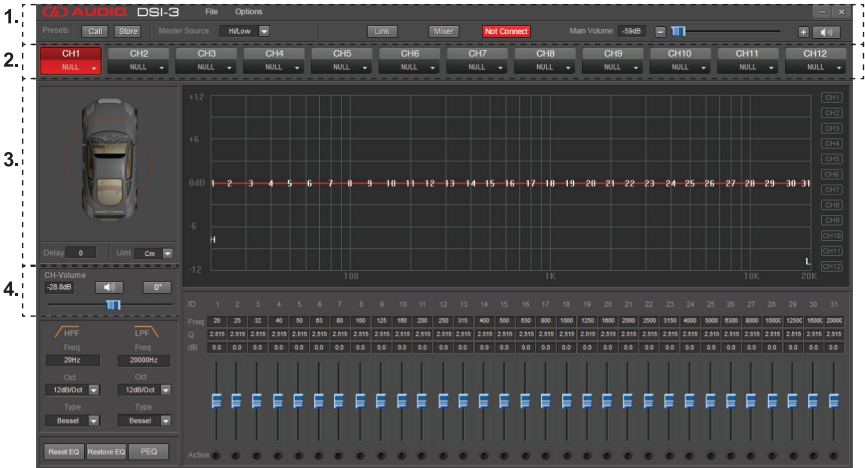 1.
AUDIO DSI-3 File Options
Presets Call Store Master Source Hi/Low Link Mixer Not Connect Main Volume -59dB
2.
CH1 CH2 CH3 CH4 CH5 CH6 CH7 CH8 CH9 CH10 CH11 CH12
NULL NULL NULL NULL NULL NULL NULL NULL NULL NULL NULL NULL
3.
+12
+6
0dB 1 2 3 4 5 6 7 8 9 10 11 12 13 14 15 16 17 18 19 20 21 22 23 24 25 26 27 28 29 30 31
-6
H
L
-12 100 1K 10K 20K
CH1
CH2
CH3
CH4
CH5
CH6
CH7
CH8
CH9
CH10
CH11
CH12
Delay 0 Uint Cm
4.
CH-Volume
-28.8dB 0°
HPF LPF
Freq Freq
20Hz 20000Hz
Oct Oct
12dB/Oct 12dB/Oct
Type Type
Bessel Bessel
Reset EQ Restore EQ PEQ
ID 1 2 3 4 5 6 7 8 9 10 11 12 13 14 15 16 17 18 19 20 21 22 23 24 25 26 27 28 29 30 31
Freq 20 25 32 40 50 63 80 100 125 160 200 250 315 400 500 630 800 1000 1250 1600 2000 2500 3150 4000 5000 6300 8000 10000 12500 16000 20000
Q 2.515 2.515 2.515 2.515 2.515 2.515 2.515 2.515 2.515 2.515 2.515 2.515 2.515 2.515 2.515 2.515 2.515 2.515 2.515 2.515 2.515 2.515 2.515 2.515 2.515 2.515 2.515 2.515 2.515 2.515 2.515
dB 0.0 0.0 0.0 0.0 0.0 0.0 0.0 0.0 0.0 0.0 0.0 0.0 0.0 0.0 0.0 0.0 0.0 0.0 0.0 0.0 0.0 0.0 0.0 0.0 0.0 0.0 0.0 0.0 0.0 0.0 0.0
Active